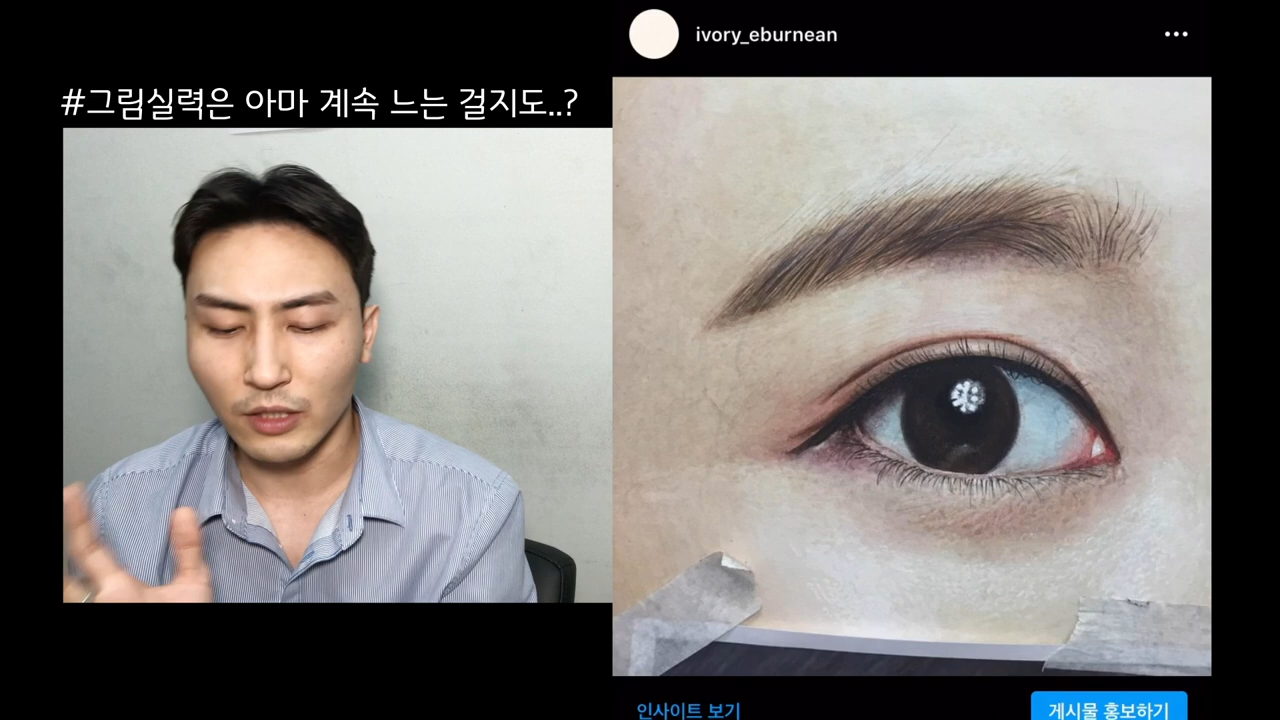 ivory_eburnean
#그림실력은 아마 계속 느는 걸지도..?
인사이트 보기
게시물 홍보하기